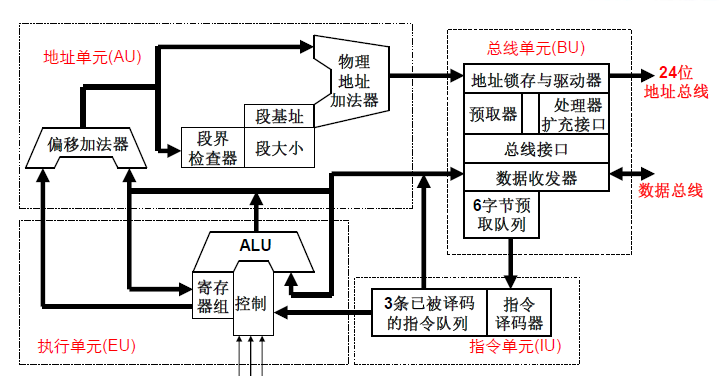 地址单元(AU)
物理
地址
加法器
偏移加法器
段界
检查器
段基址
段大小
总线单元(BU)
地址锁存与驱动器
预取器
处理器
扩充接口
总线接口
数据收发器
6字节预
取队列
24位
地址总线
数据总线
ALU
寄存
器组
控制
执行单元(EU)
3条已被译码
的指令队列
指令
译码器
指令单元(IU)